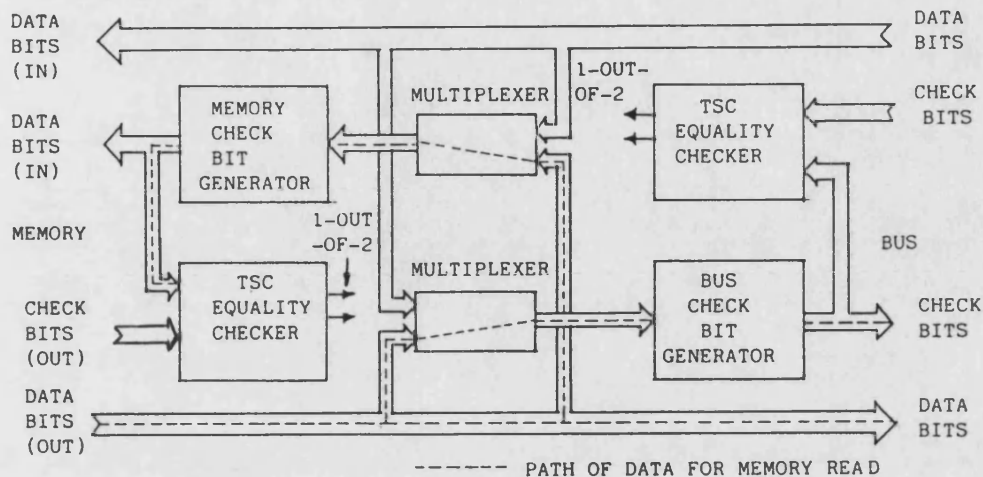 DATA
BITS
(IN)
DATA
BITS
1-OUT-
OF-2
MULTIPLEXER
DATA
BITS
(IN)
MEMORY
CHECK
BIT
GENERATOR
TSC
EQUALITY
CHECKER
CHECK
BITS
MEMORY
1-OUT
-OF-2
BUS
MULTIPLEXER
CHECK
BITS
(OUT)
TSC
EQUALITY
CHECKER
BUS
CHECK
BIT
GENERATOR
CHECK
BITS
DATA
BITS
(OUT)
DATA
BITS
PATH OF DATA FOR MEMORY READ